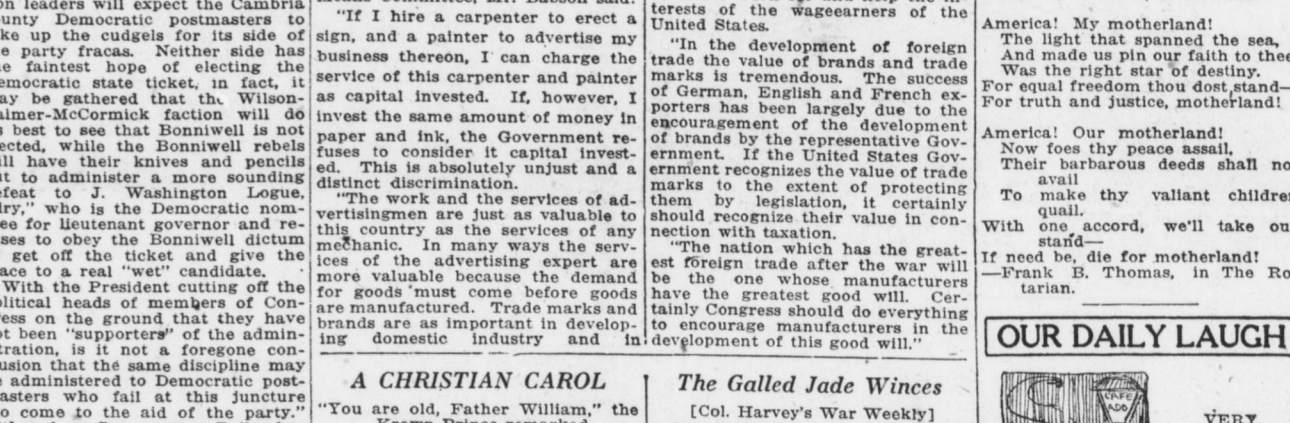 on leaders will expect the Cambria
ounty Democratic postmasters to
ke up the cudgels for its side of
e party fracas. Neither side has
e faintest hope of electing the
emocratic state ticket, in fact, it
ay be gathered that the Wilson-
almer-McCormick faction will do
s best to see that Bonniwell is not
ected, while the Bonniwell rebels
ill have their knives and pencils
ut to administer a more sounding
efeat to J. Washington Logue,
dry," who is the Democratic nom-
ee for lieutenant governor and re-
ses to obey the Bonniwell dictum
get off the ticket and give the
ace to a real "wet" candidate.
With the President cutting off the
olitical heads of members of Con-
ess on the ground that they have
ot been "supporters" of the admin-
tration, is it not a foregone con-
usion that the same discipline may
e administered to Democratic post-
asters who fail at this juncture
o come to the aid of the party."
"If I hire a carpenter to erect a
sign, and a painter to advertise my
business thereon, I can charge the
service of this carpenter and painter
as capital invested. If, however, I
invest the same amount of money in
paper and ink, the Government re-
fuses to consider it capital invest-
ed. This is absolutely unjust and a
distinct discrimination.
"The work and the services of ad-
vertisingmen are just as valuable to
this country as the services of any
mechanic. In many ways the serv-
ices of the advertising expert are
more valuable because the demand
for goods must come before goods
are manufactured. Trade marks and
brands are as important in develop-
ing domestic industry and in
A CHRISTIAN CAROL
"You are old, Father William," the
terests of the wageearners of the
United States.
"In the development of foreign
trade the value of brands and trade
marks is tremendous. The success
of German, English and French ex-
porters has been largely due to the
encouragement of the development
of brands by the representative Gov-
ernment. If the United States Gov-
ernment recognizes the value of trade
marks to the extent of protecting
them by legislation, it certainly
should recognize their value in con-
nection with taxation.
"The nation which has the great-
est foreign trade after the war will
be the one whose manufacturers
have the greatest good will. Cer-
tainly Congress should do everything
to encourage manufacturers in the
development of this good will."
The Galled Jade Winces
[Col. Harvey's War Weekly]
America! My motherland!
The light that spanned the sea,
And made us pin our faith to thee
Was the right star of destiny.
For equal freedom thou dost stand—
For truth and justice, motherland!
America! Our motherland!
Now foes thy peace assail,
Their barbarous deeds shall no
avail
To make thy valiant children
quail.
With one accord, we'll take ou
stand—
If need be, die for motherland!
—Frank B. Thomas, in The Ro-
tarian.
OUR DAILY LAUGH
CAFE
ADO
VERY